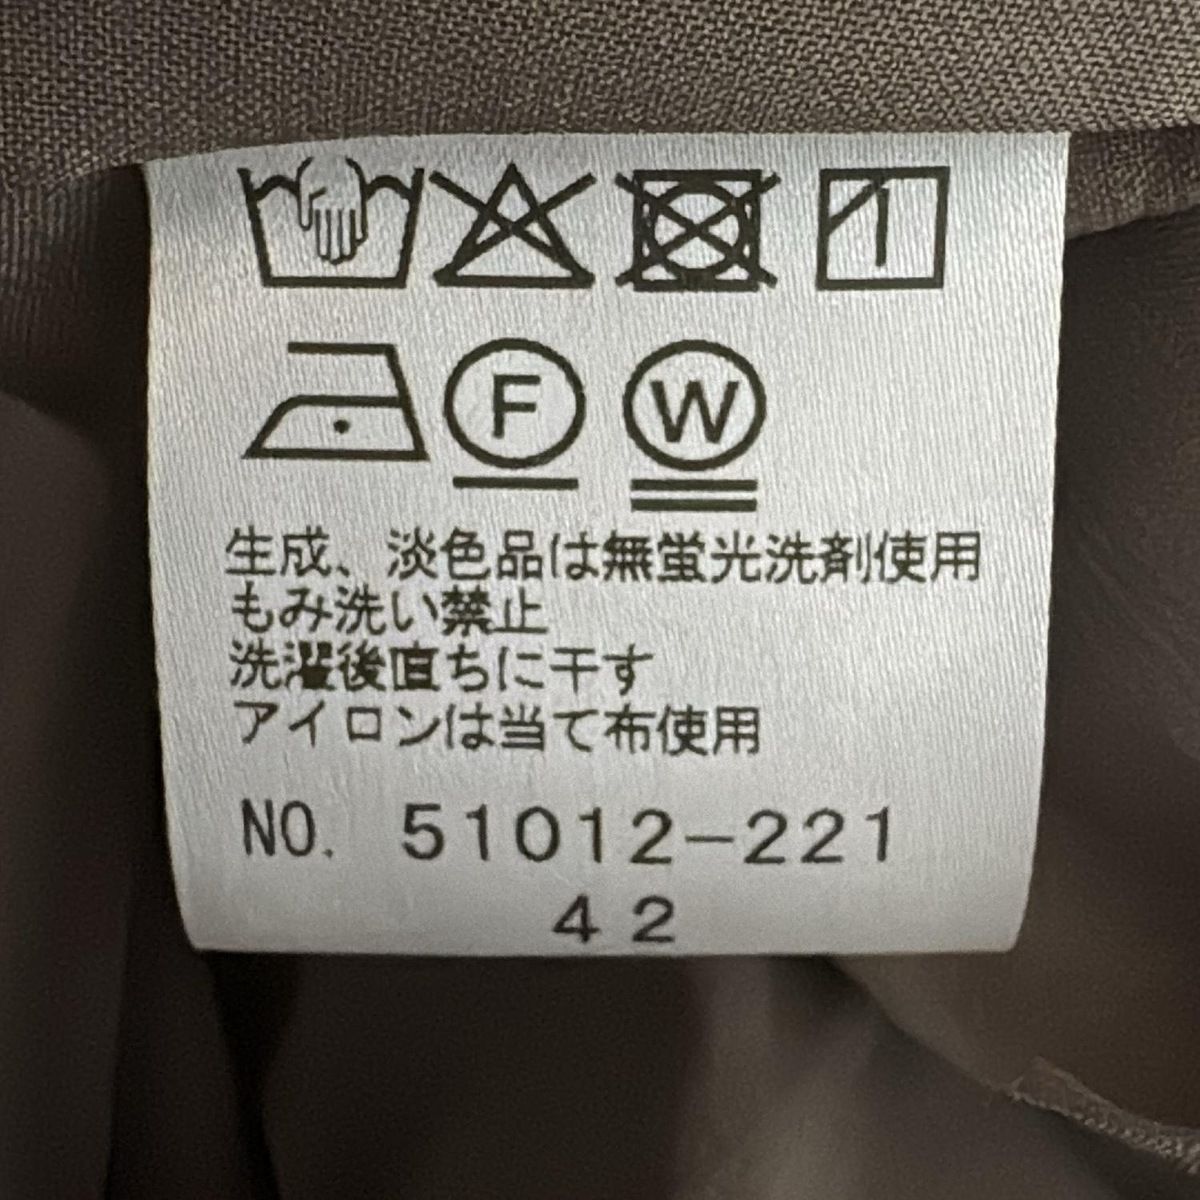 F W
生成、淡色品は無蛍光洗剤使用
もみ洗い禁止
洗濯後直ちに干す
アイロンは当て布使用
NO. 51012-221
42